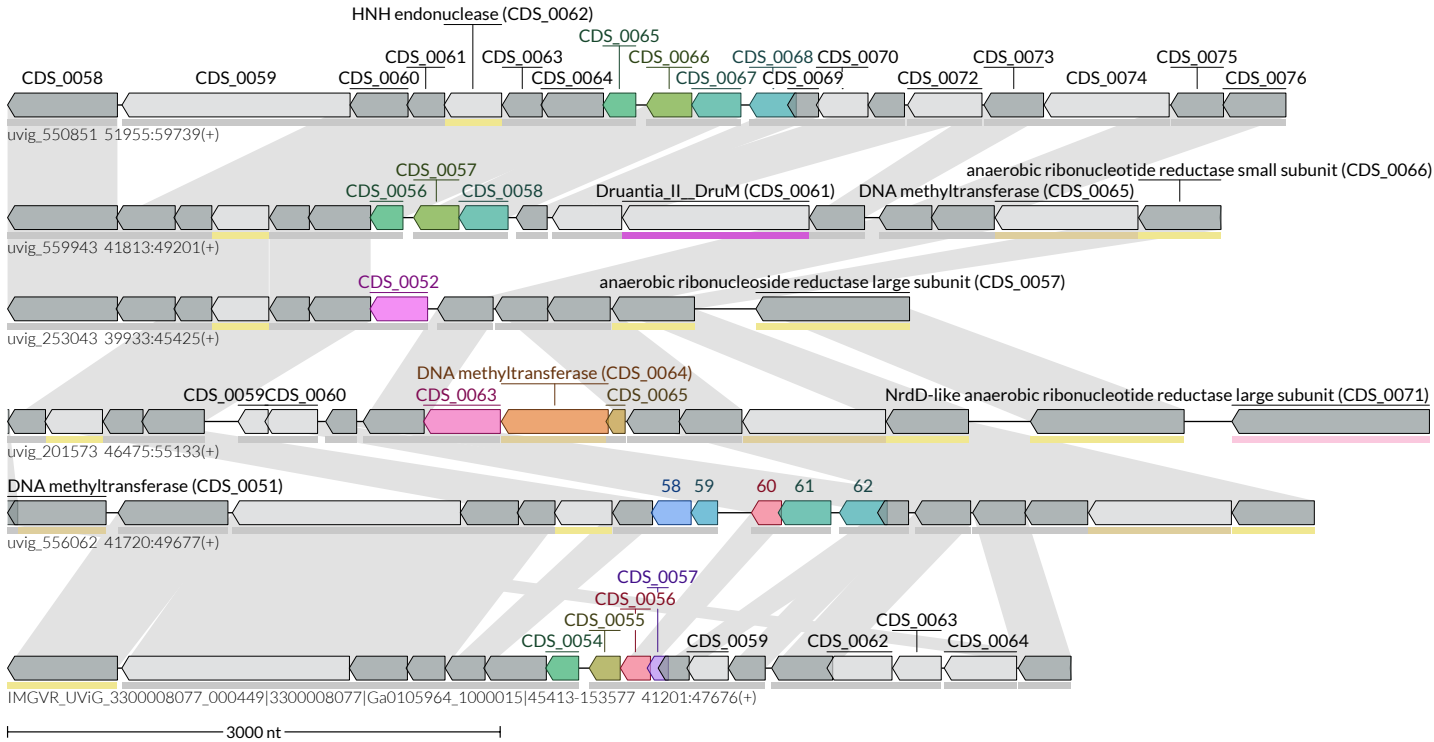 HNH endonuclease (CDS_0062)
CDS_0065
CDS_0061 CDS_0063 CDS_0066 CDS_0068 CDS_0070 CDS_0073 CDS_0075
CDS_0058 CDS_0059 CDS_0060 CDS_0064 CDS_0067 CDS_0069 CDS_0072 CDS_0074 CDS_0076
uvig_550851 51955:59739(+)
CDS_0057 anaerobic ribonucleotide reductase small subunit (CDS_0066)
CDS_0056 CDS_0058 Druantia_II__DruM (CDS_0061) DNA methyltransferase (CDS_0065)
uvig_559943 41813:49201(+)
CDS_0052 anaerobic ribonucleoside reductase large subunit (CDS_0057)
uvig_253043 39933:45425(+)
DNA methyltransferase (CDS_0064)
CDS_0059 CDS_0060 CDS_0063 CDS_0065 NrdD-like anaerobic ribonucleotide reductase large subunit (CDS_0071)
uvig_201573 46475:55133(+)
DNA methyltransferase (CDS_0051) 58 59 60 61 62
uvig_556062 41720:49677(+)
CDS_0057
CDS_0056
CDS_0055 CDS_0063
CDS_0054 CDS_0059 CDS_0062 CDS_0064
IMGVR_UViG_3300008077_000449|3300008077|Ga0105964_1000015|45413-153577 41201:47676(+)
3000 nt